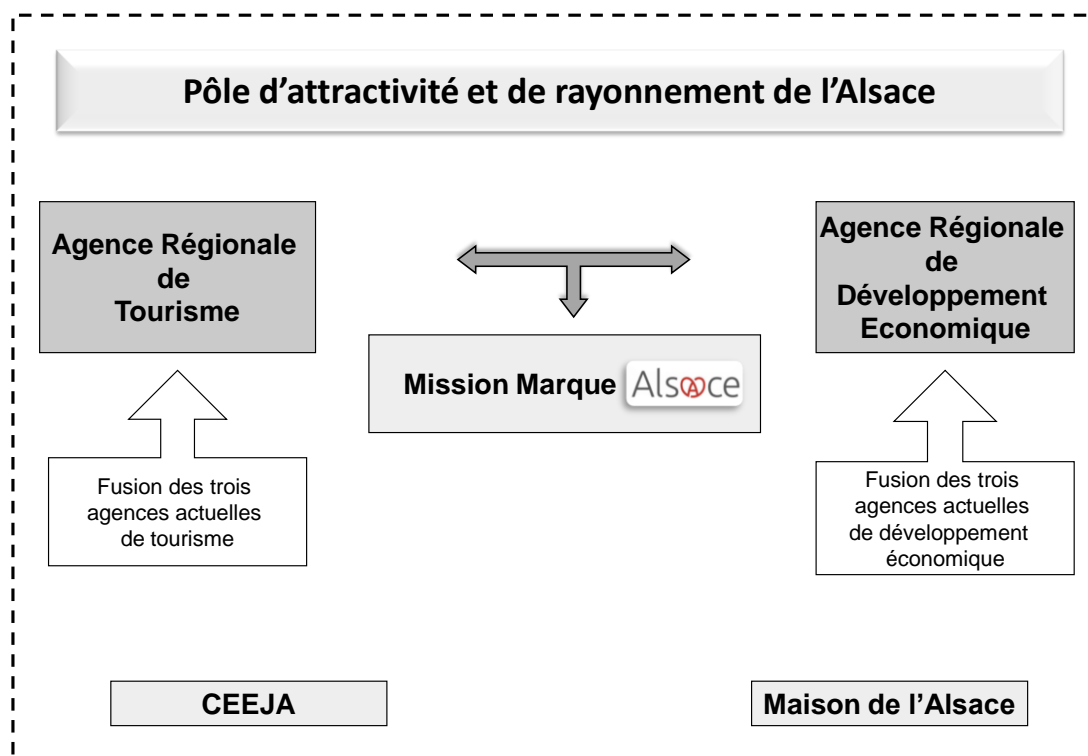 Pôle d’attractivité et de rayonnement de l’Alsace
Agence Régionale
de
Tourisme
Agence Régionale
de
Développement
Economique
Mission Marque Alsace
Fusion des trois
agences actuelles
de tourisme
Fusion des trois
agences actuelles
de développement
économique
CEEJA
Maison de l’Alsace